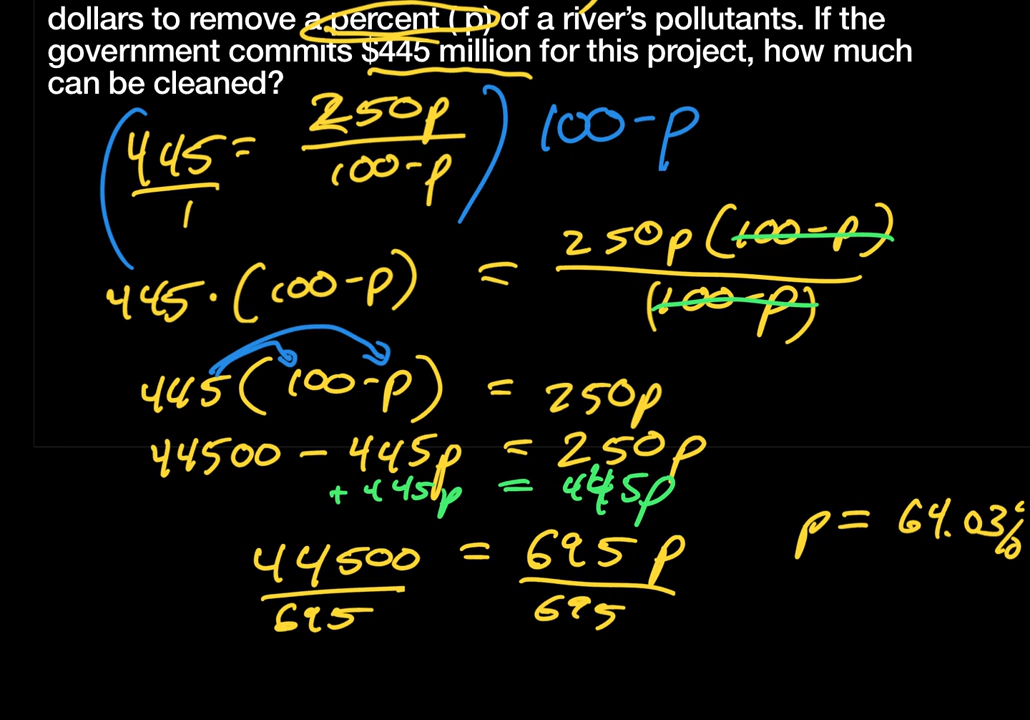 dollars to remove a percent (p) of a river's pollutants. If the
government commits $445 million for this project, how much
can be cleaned?
( 445/1 = 250p/100-p ) 100-p
445 · (100-p) = 250p(100-p)/(100-p)
445(100-p) = 250p
44500 - 445p = 250p
+ 445p = 445p
44500/695 = 695p/695
p = 64.03%